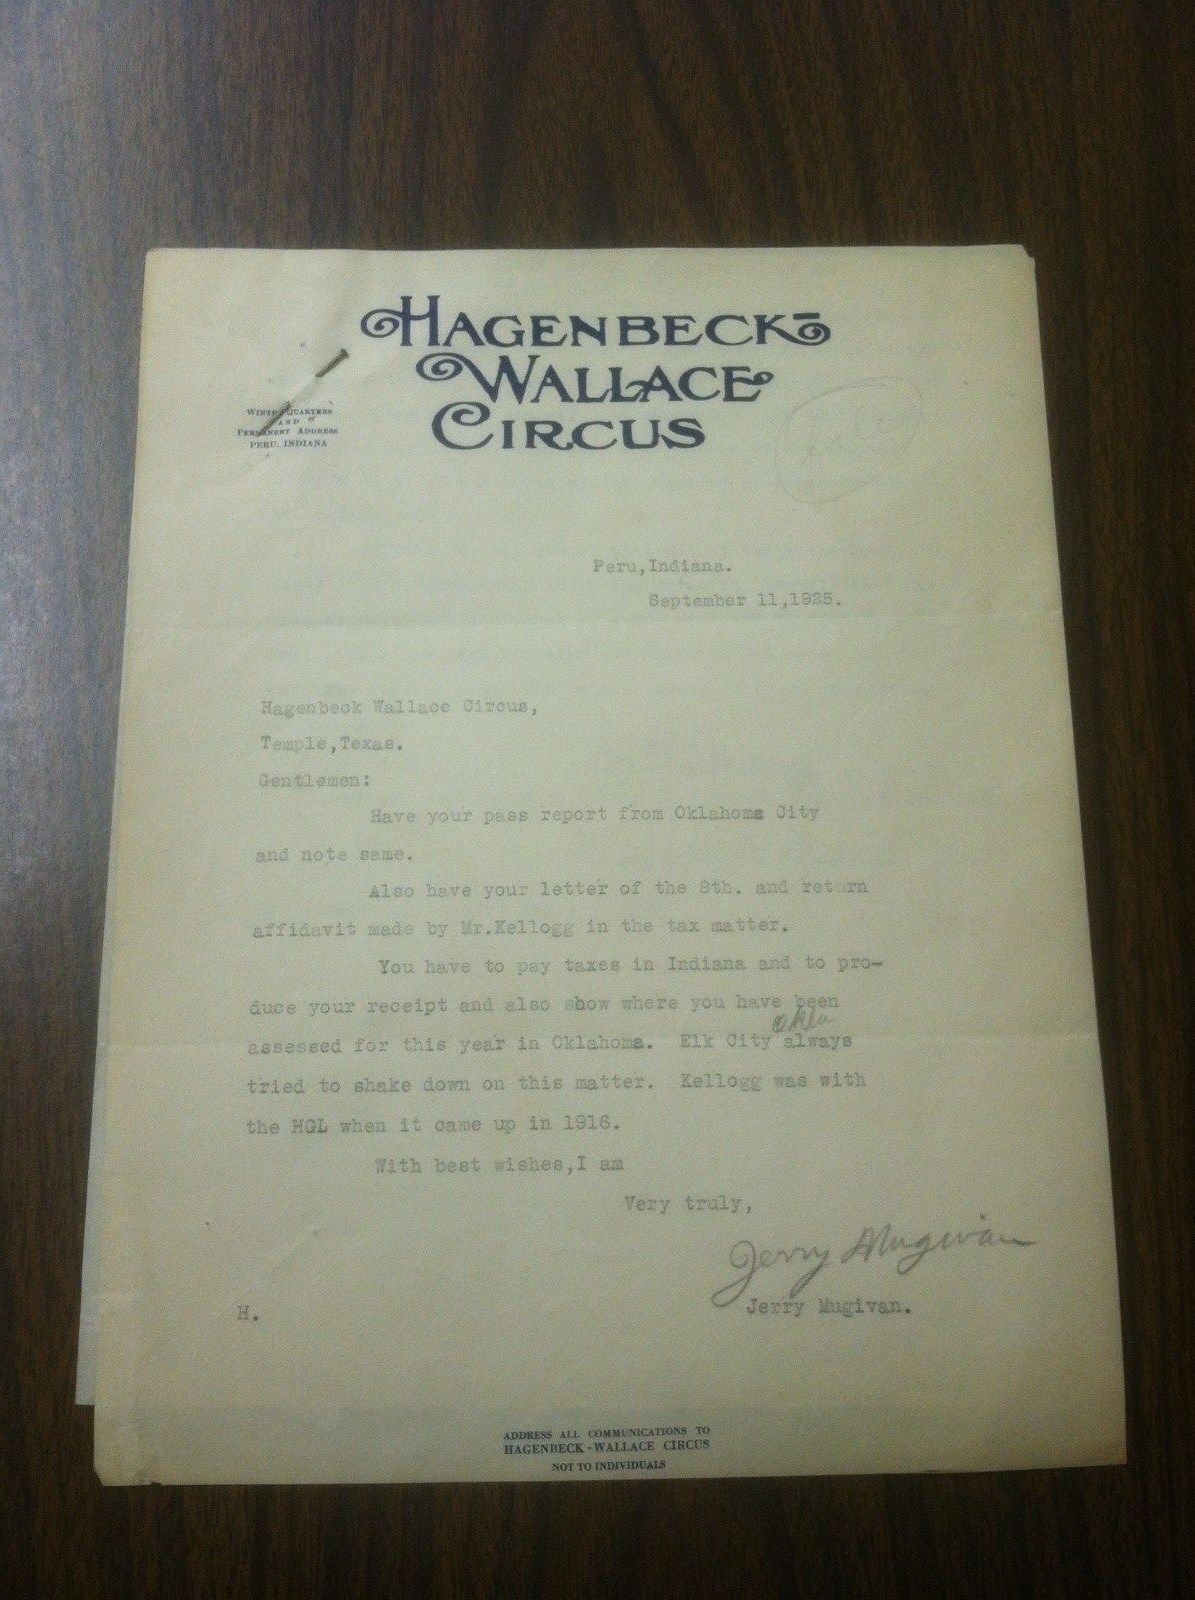 HAGENBECK-
WALLACE
CIRCUS
WINTER QUARTERS
AND
PERMANENT ADDRESS
PERU, INDIANA
Peru,Indiana.
September 11,1925.
Hagenbeck Wallace Circus,
Temple,Texas.
Gentlemen:
Have your pass report from Oklahoma City
and note same.
Also have your letter of the 8th. and return
affidavit made by Mr.Kellogg in the tax matter.
You have to pay taxes in Indiana and to pro-
duce your receipt and also show where you have been
Okla
assessed for this year in Oklahoma. Elk City always
tried to shake down on this matter. Kellogg was with
the HGL when it came up in 1916.
With best wishes,I am
Very truly,
Jerry Mugivan
Jerry Mugivan.
H.
ADDRESS ALL COMMUNICATIONS TO
HAGENBECK-WALLACE CIRCUS
NOT TO INDIVIDUALS